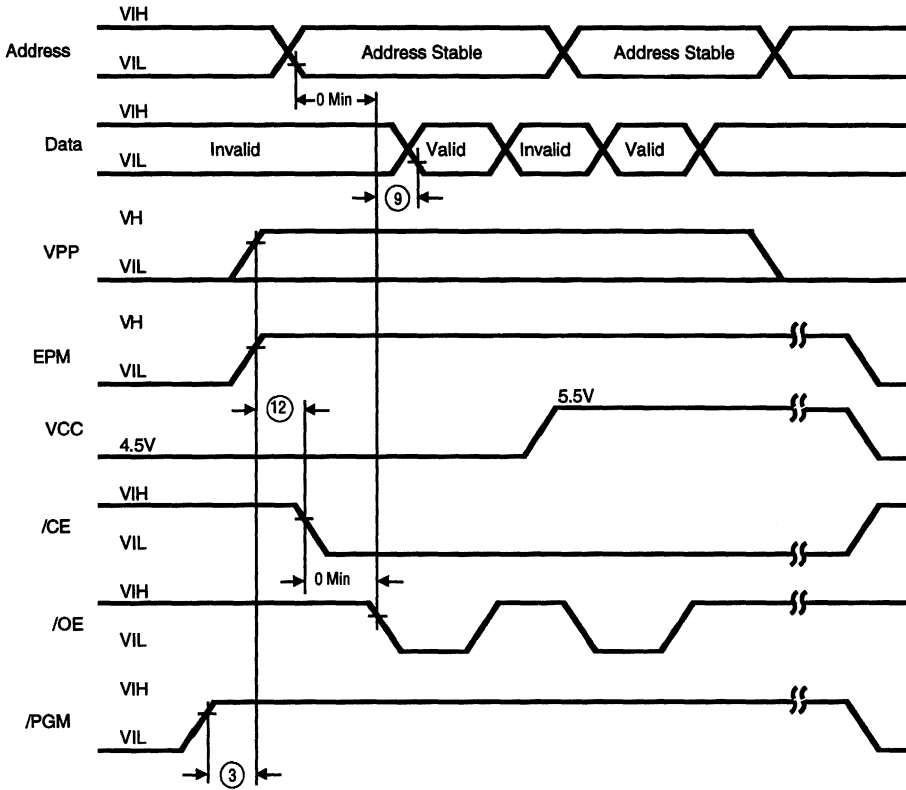 VIH
Address
Address Stable
Address Stable
VIL
0 Min
VIH
Data
Invalid
Valid
Invalid
Valid
VIL
9
VH
VPP
VIL
VH
EPM
VIL
12
5.5V
VCC
4.5V
VIH
/CE
VIL
0 Min
VIH
/OE
VIL
VIH
/PGM
VIL
3